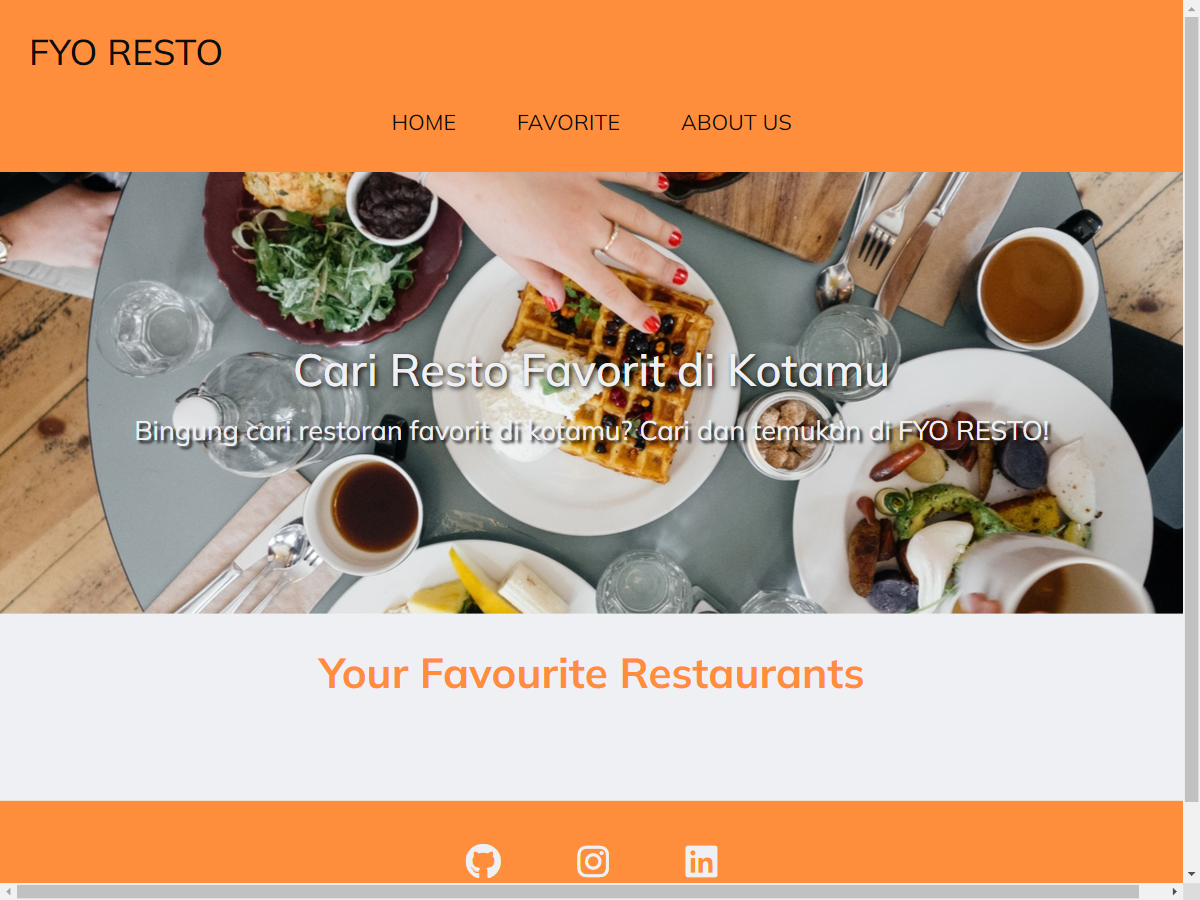 FYO RESTO
HOME FAVORITE ABOUT US
Cari Resto Favorit di Kotamu
Bingung cari restoran favorit di kotamu? Cari dan temukan di FYO RESTO!
Your Favourite Restaurants